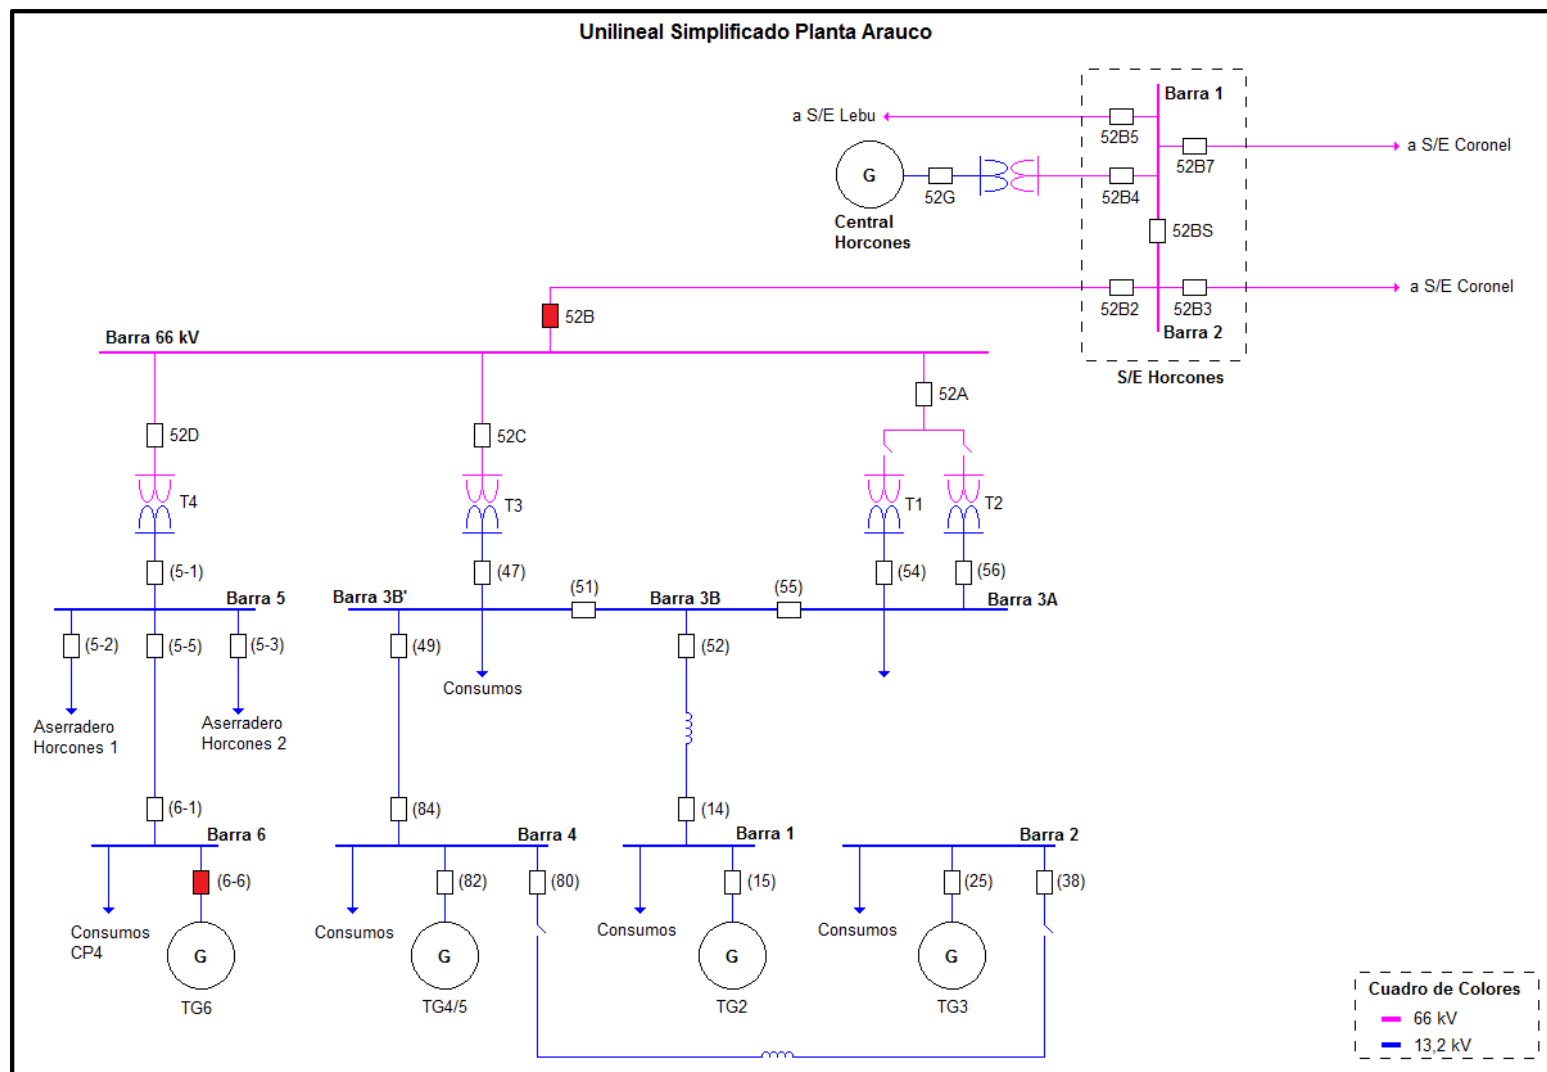 Unilineal Simplificado Planta Arauco
Barra 1
a S/E Lebu
52B5
a S/E Coronel
52B7
G
52G
52B4
Central
Horcones
52BS
a S/E Coronel
52B2
52B3
52B
Barra 2
Barra 66 kV
S/E Horcones
52A
52D
52C
T4
T3
T1
T2
(5-1)
(47)
(54)
(56)
(51)
(55)
Barra 5
Barra 3B'
Barra 3B
Barra 3A
(5-2)
(5-5)
(5-3)
(49)
(52)
Consumos
Aserradero
Horcones 1
Aserradero
Horcones 2
(6-1)
(84)
(14)
Barra 6
Barra 4
Barra 1
Barra 2
(6-6)
(82)
(80)
(15)
(25)
(38)
Consumos
CP4
Consumos
Consumos
Consumos
G
G
G
G
TG6
TG4/5
TG2
TG3
Cuadro de Colores
66 kV
13,2 kV